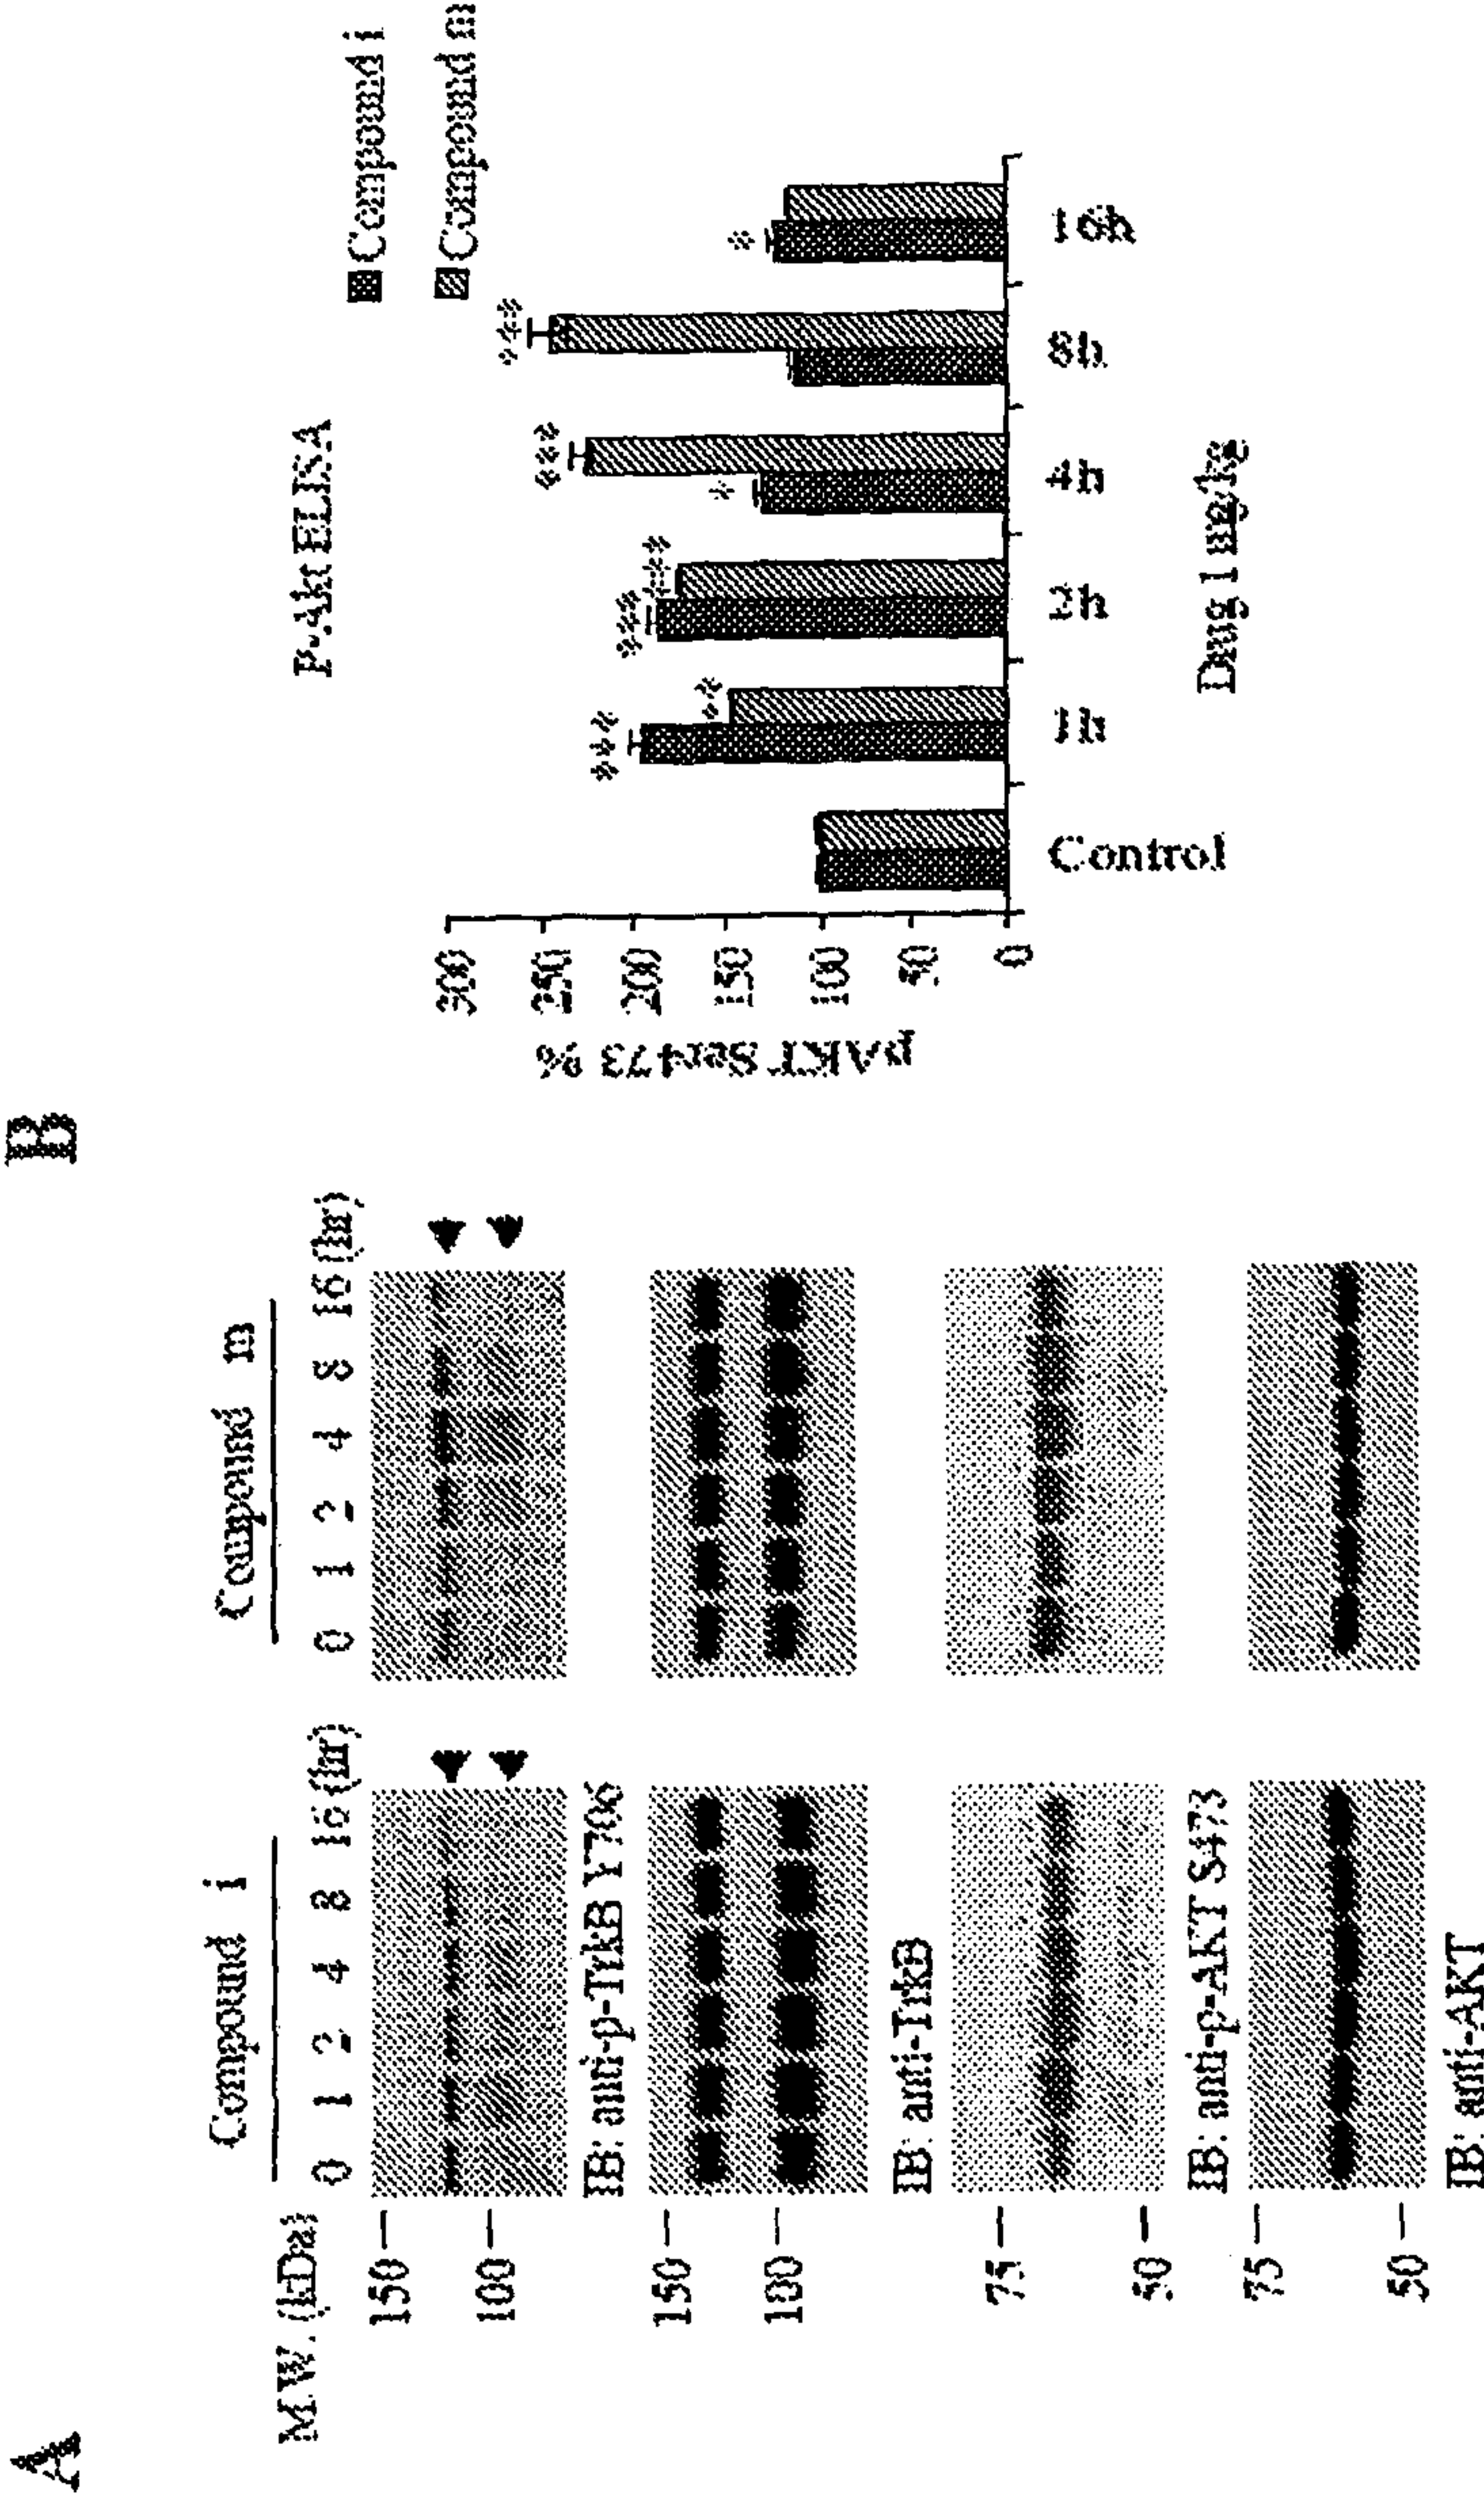 A
Compound i
Compound m
M.W. (kDa)
0 1 2 4 8 16 (hr)
0 1 2 4 8 16 (hr)
150
100
IB: anti-p-TrkB Y706
150
100
IB: anti-TrkB
75
50
IB: anti-p-AKT S473
75
50
IB: anti-AKT
B
P-Akt ELISA
Compound i
Compound m
pAKT Ser473 %
300
250
200
150
100
50
0
***
**
***
***
*
***
***
*
Control
1h
2h
4h
8h
16h
Drug 1 mg/kg